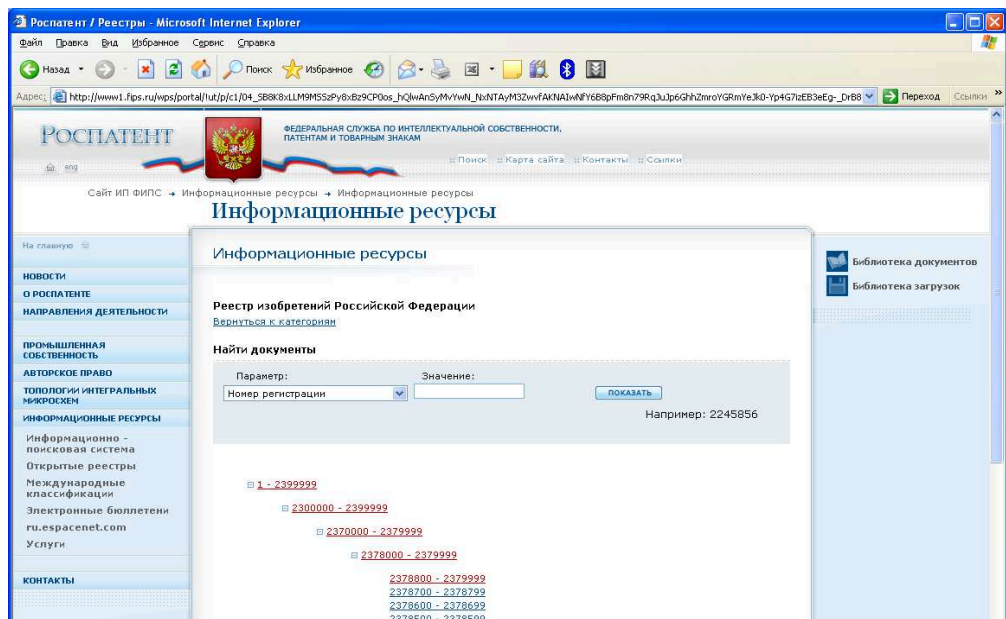 Роспатент / Реестры - Microsoft Internet Explorer
Файл Правка Вид Избранное Сервис Справка
Назад Поиск Избранное
Адрес: Переход Ссылки »
РОСПАТЕНТ
ФЕДЕРАЛЬНАЯ СЛУЖБА ПО ИНТЕЛЛЕКТУАЛЬНОЙ СОБСТВЕННОСТИ,
ПАТЕНТАМ И ТОВАРНЫМ ЗНАКАМ
eng
:: Поиск :: Карта сайта :: Контакты :: Ссылки
Сайт ИП ФИПС → Информационные ресурсы → Информационные ресурсы
Информационные ресурсы
На главную
НОВОСТИ
О РОСПАТЕНТЕ
НАПРАВЛЕНИЯ ДЕЯТЕЛЬНОСТИ
ПРОМЫШЛЕННАЯ
СОБСТВЕННОСТЬ
АВТОРСКОЕ ПРАВО
ТОПОЛОГИИ ИНТЕГРАЛЬНЫХ
МИКРОСХЕМ
ИНФОРМАЦИОННЫЕ РЕСУРСЫ
Информационно -
поисковая система
Открытые реестры
Международные
классификации
Электронные бюллетени
ru.espacenet.com
Услуги
КОНТАКТЫ
Информационные ресурсы
Реестр изобретений Российской Федерации
Вернуться к категориям
Найти документы
Параметр: Значение:
Номер регистрации ПОКАЗАТЬ
Например: 2245856
1 - 2399999
2300000 - 2399999
2370000 - 2379999
2378000 - 2379999
2378800 - 2379999
2378700 - 2378799
2378600 - 2378699
2378500 - 2378599
Библиотека документов
Библиотека загрузок